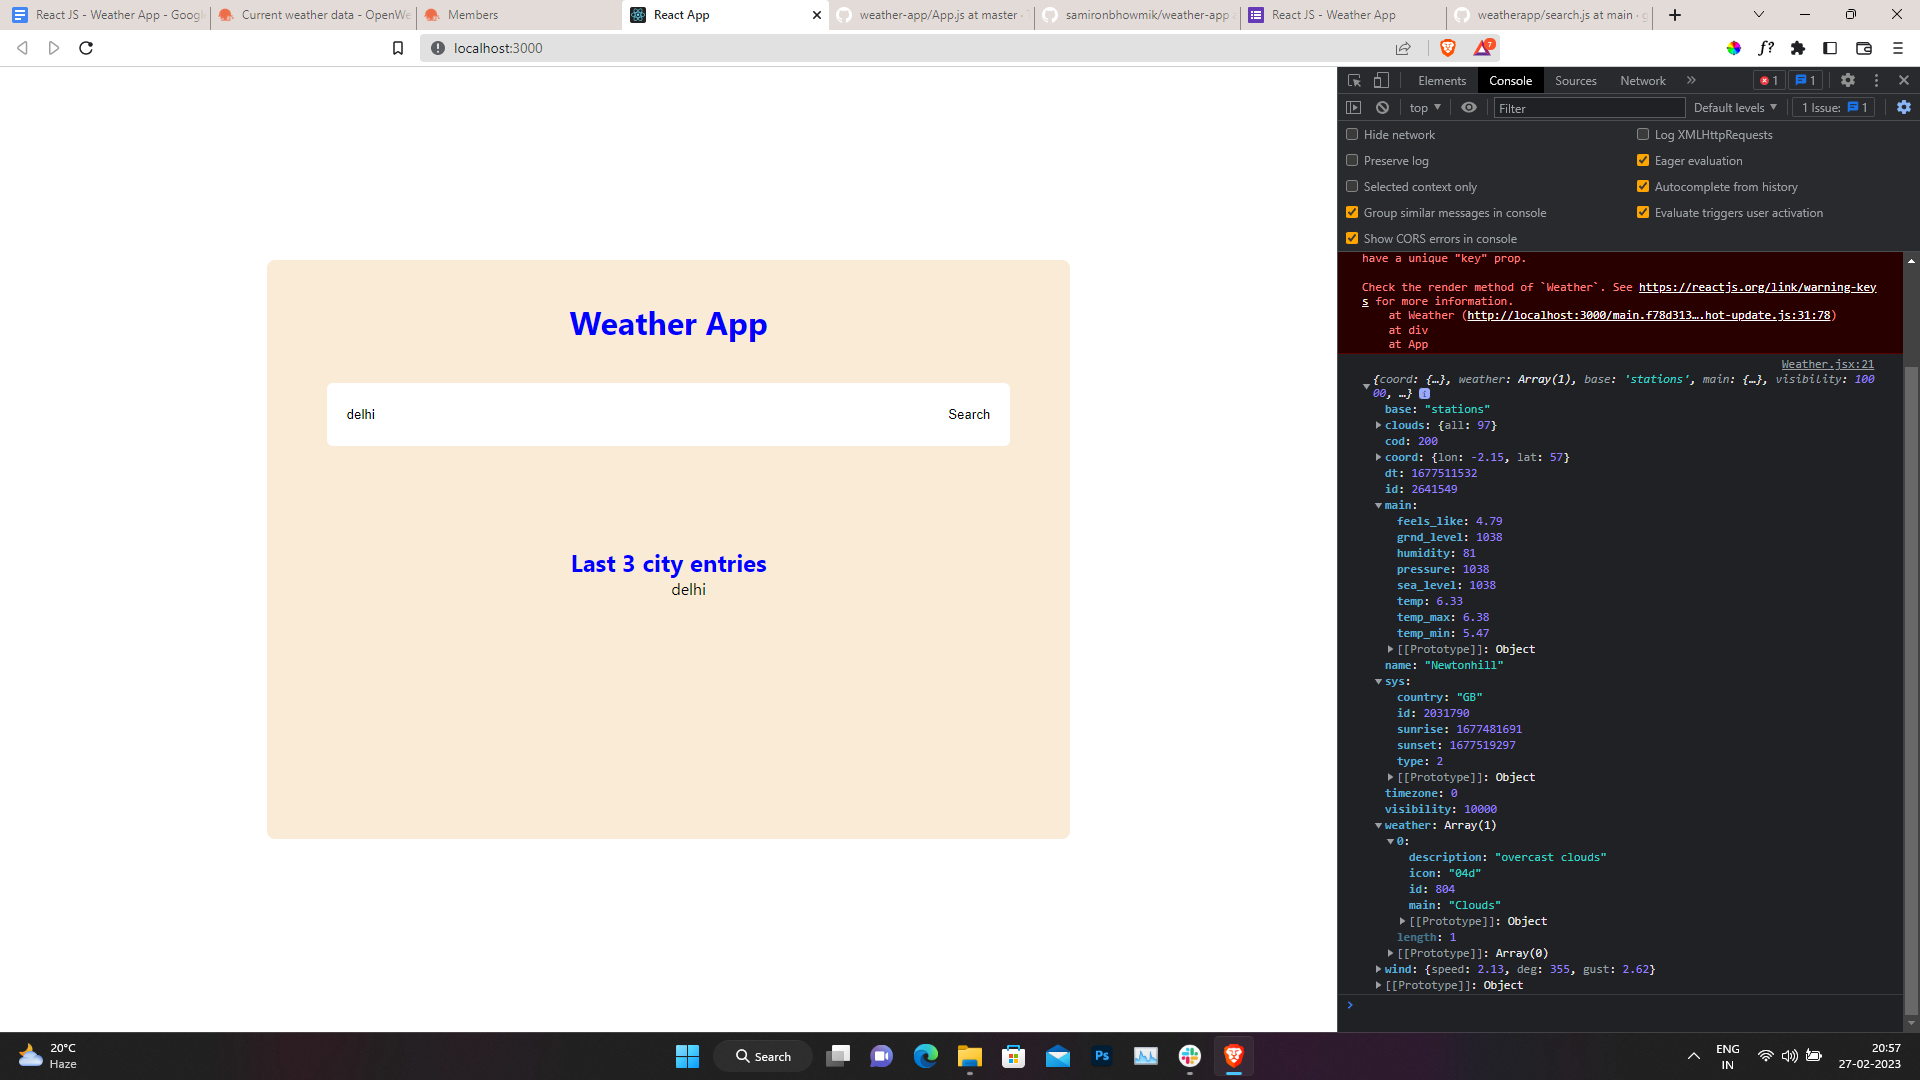 React JS - Weather App - Googl
Current weather data - OpenWe
Members
React App
weather-app/App.js at master · T
samironbhowmik/weather-app a
React JS - Weather App
weatherapp/search.js at main · g
localhost:3000
7
f?
Elements
Console
Sources
Network
1
1
top
Filter
Default levels
1 Issue:
1
Hide network
Log XMLHttpRequests
Preserve log
Eager evaluation
Selected context only
Autocomplete from history
Group similar messages in console
Evaluate triggers user activation
Show CORS errors in console
have a unique "key" prop.
Check the render method of `Weather`. See https://reactjs.org/link/warning-key
s for more information.
at Weather (http://localhost:3000/main.f78d313….hot-update.js:31:78)
at div
at App
Weather.jsx:21
{coord: {…}, weather: Array(1), base: 'stations', main: {…}, visibility: 100
00, …} i
base: "stations"
clouds: {all: 97}
cod: 200
coord: {lon: -2.15, lat: 57}
dt: 1677511532
id: 2641549
main:
feels_like: 4.79
grnd_level: 1038
humidity: 81
pressure: 1038
sea_level: 1038
temp: 6.33
temp_max: 6.38
temp_min: 5.47
[[Prototype]]: Object
name: "Newtonhill"
sys:
country: "GB"
id: 2031790
sunrise: 1677481691
sunset: 1677519297
type: 2
[[Prototype]]: Object
timezone: 0
visibility: 10000
weather: Array(1)
0:
description: "overcast clouds"
icon: "04d"
id: 804
main: "Clouds"
[[Prototype]]: Object
length: 1
[[Prototype]]: Array(0)
wind: {speed: 2.13, deg: 355, gust: 2.62}
[[Prototype]]: Object
Weather App
delhi
Search
Last 3 city entries
delhi
20°C
Haze
Search
Ps
ENG
IN
20:57
27-02-2023